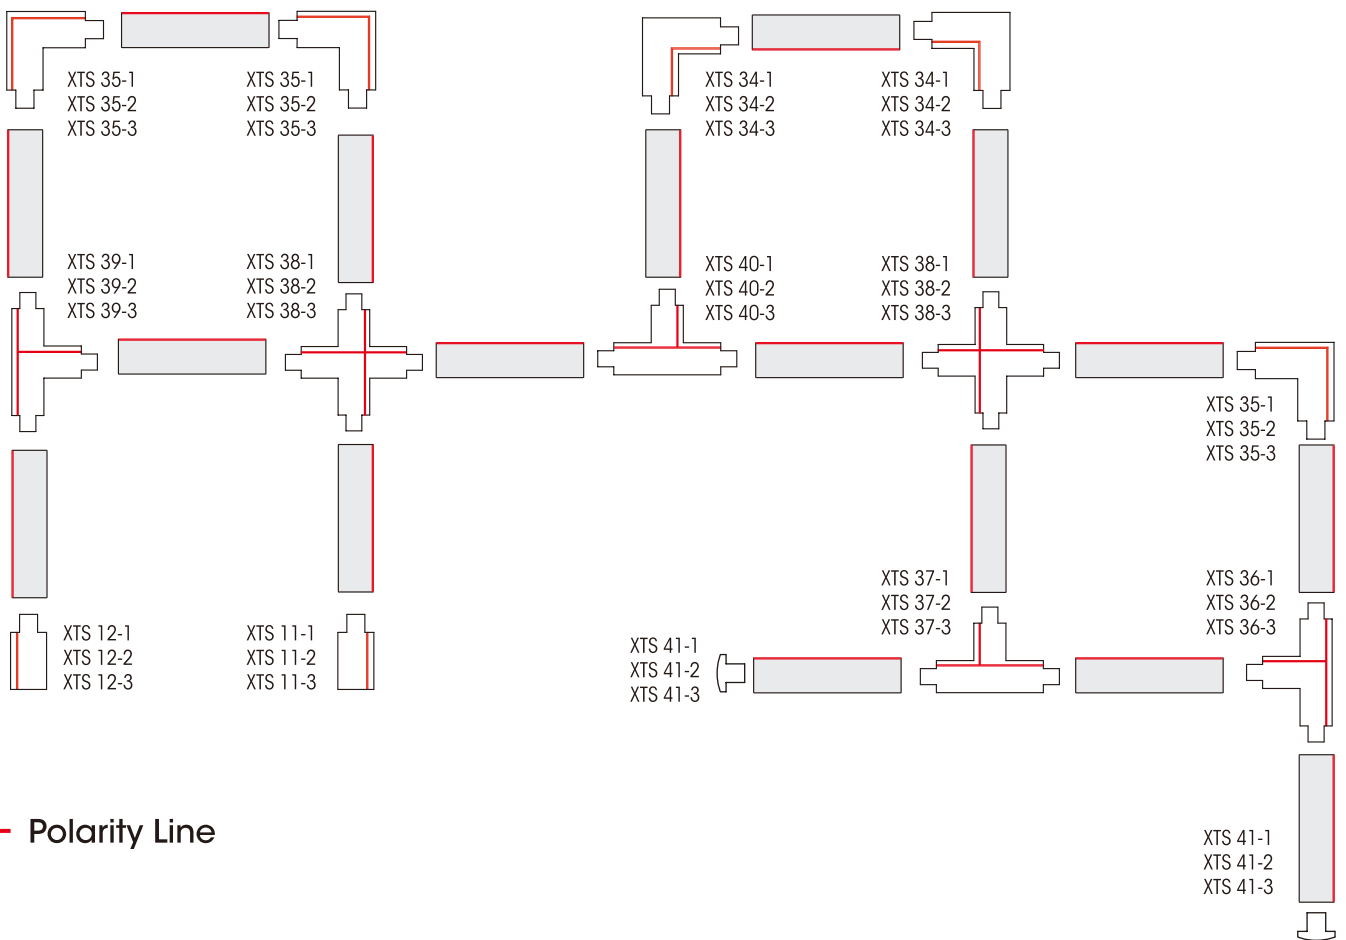 XTS 35-1
XTS 35-2
XTS 35-3
XTS 35-1
XTS 35-2
XTS 35-3
XTS 34-1
XTS 34-2
XTS 34-3
XTS 34-1
XTS 34-2
XTS 34-3
XTS 39-1
XTS 39-2
XTS 39-3
XTS 38-1
XTS 38-2
XTS 38-3
XTS 40-1
XTS 40-2
XTS 40-3
XTS 38-1
XTS 38-2
XTS 38-3
XTS 35-1
XTS 35-2
XTS 35-3
XTS 12-1
XTS 12-2
XTS 12-3
XTS 11-1
XTS 11-2
XTS 11-3
XTS 41-1
XTS 41-2
XTS 41-3
XTS 37-1
XTS 37-2
XTS 37-3
XTS 36-1
XTS 36-2
XTS 36-3
Polarity Line
XTS 41-1
XTS 41-2
XTS 41-3